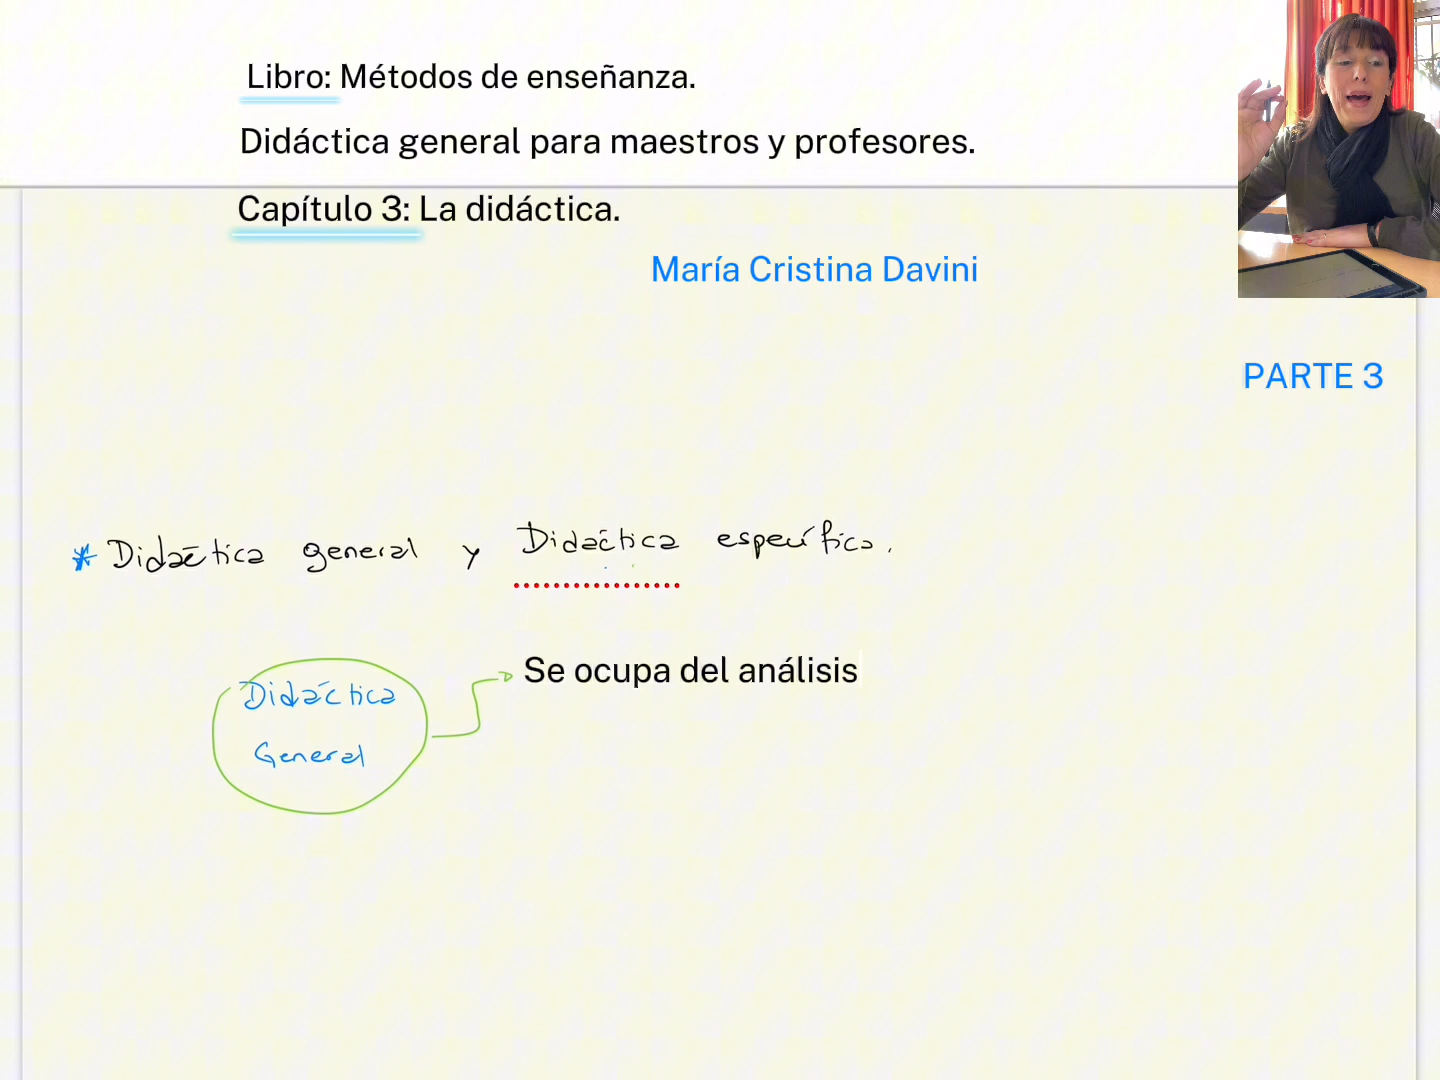 Libro: Métodos de enseñanza.
Didáctica general para maestros y profesores.
Capítulo 3: La didáctica.
María Cristina Davini
PARTE 3
* Didáctica general y Didáctica específica.
Se ocupa del análisis
Didáctica
General